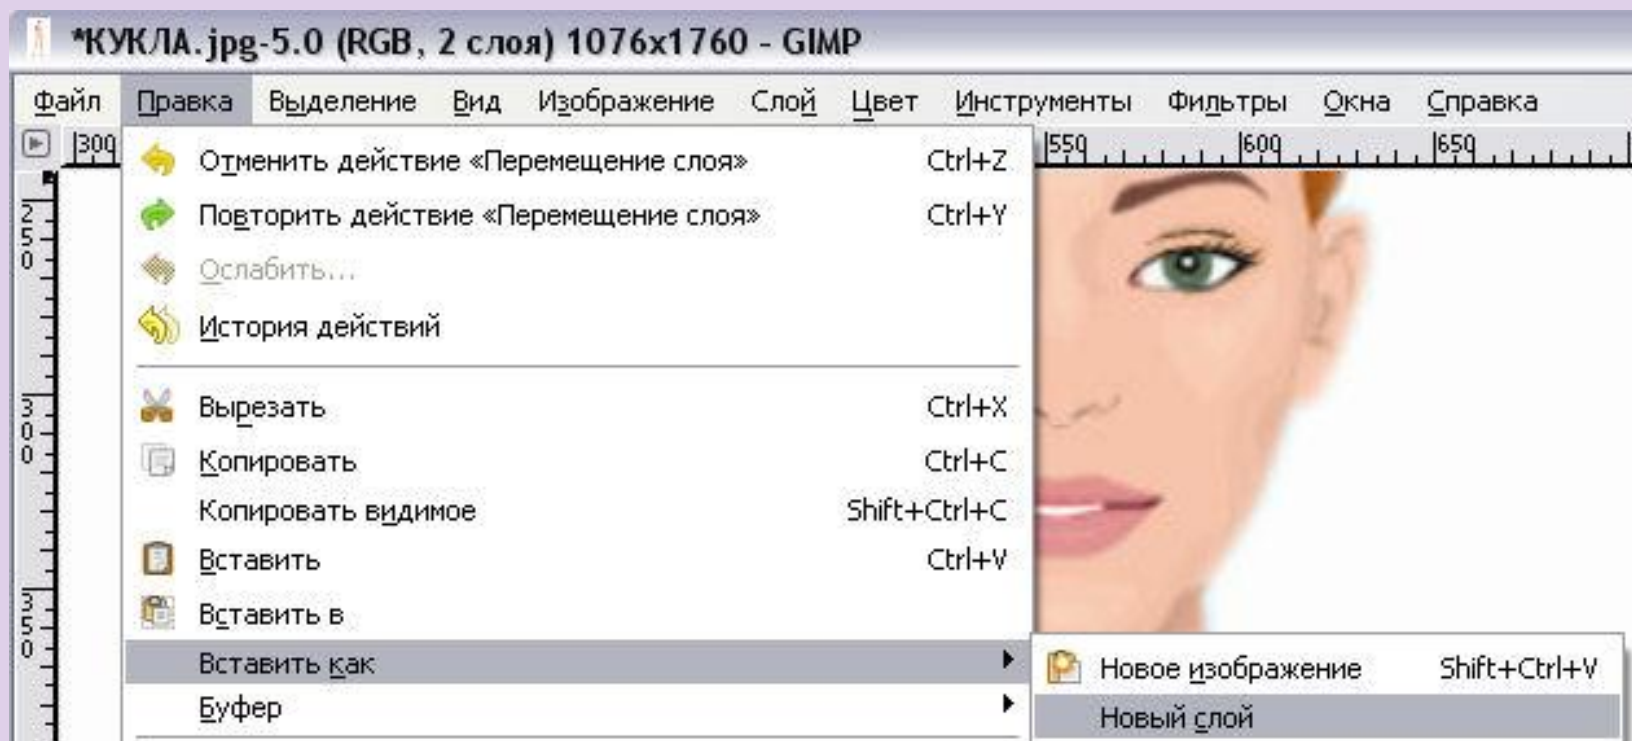 *КУКЛА.jpg-5.0 (RGB, 2 слоя) 1076x1760 - GIMP
Файл Правка Выделение Вид Изображение Слой Цвет Инструменты Фильтры Окна Справка
300 550 600 650
Отменить действие «Перемещение слоя» Ctrl+Z
Повторить действие «Перемещение слоя» Ctrl+Y
Ослабить...
История действий
Вырезать Ctrl+X
Копировать Ctrl+C
Копировать видимое Shift+Ctrl+C
Вставить Ctrl+V
Вставить в
Вставить как
Новое изображение Shift+Ctrl+V
Буфер
Новый слой
250
300
350